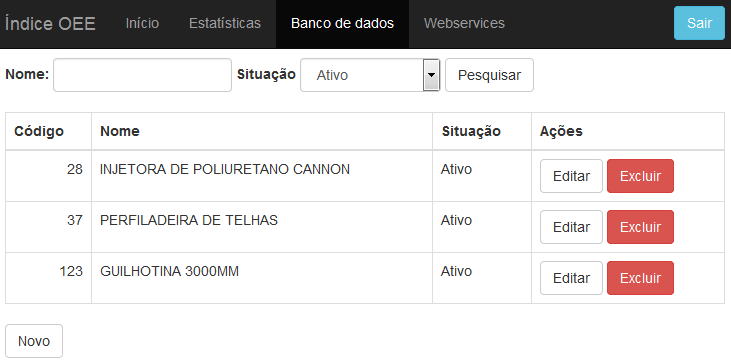 Índice OEE Início Estatísticas Banco de dados Webservices Sair
Nome: Situação Ativo Pesquisar
Código Nome Situação Ações
28 INJETORA DE POLIURETANO CANNON Ativo Editar Excluir
37 PERFILADEIRA DE TELHAS Ativo Editar Excluir
123 GUILHOTINA 3000MM Ativo Editar Excluir
Novo